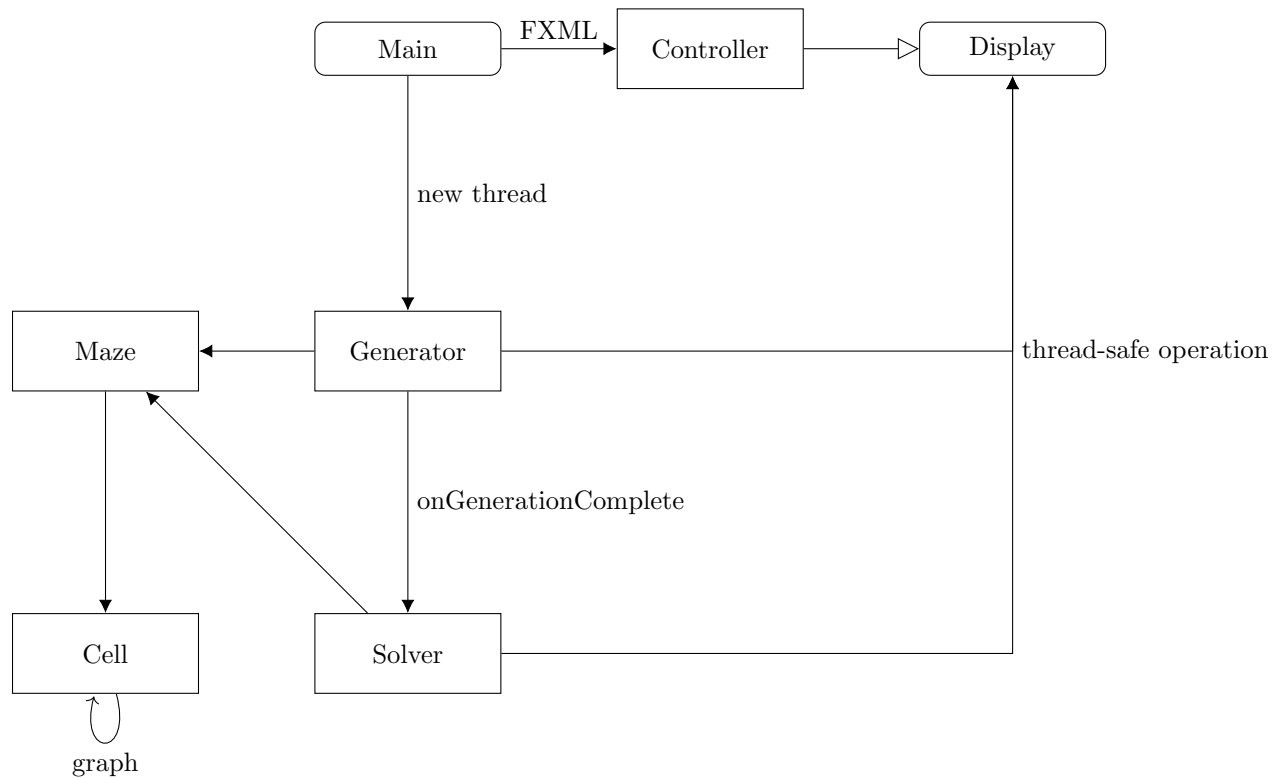 Main
FXML
Controller
Display
new thread
Maze
Generator
thread-safe operation
onGenerationComplete
Cell
Solver
graph